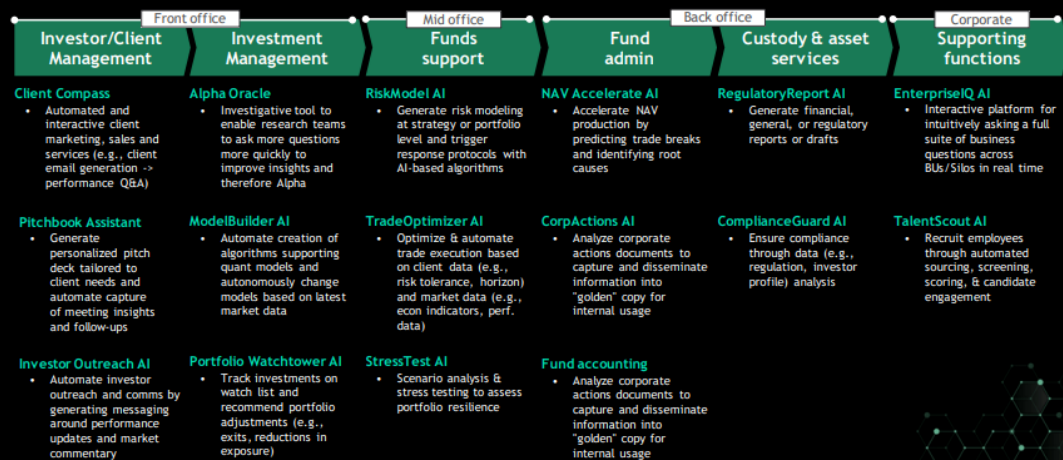 Front office
Mid office
Back office
Corporate
Investor/Client
Management
Investment
Management
Funds
support
Fund
admin
Custody & asset
services
Supporting
functions
Client Compass
• Automated and
interactive client
marketing, sales and
services (e.g., client
email generation ->
performance Q&A)
Alpha Oracle
• Investigative tool to
enable research teams
to ask more questions
more quickly to
improve insights and
therefore Alpha
RiskModel AI
• Generate risk modeling
at strategy or portfolio
level and trigger
response protocols with
AI-based algorithms
NAV Accelerate AI
• Accelerate NAV
production by
predicting trade breaks
and identifying root
causes
RegulatoryReport AI
• Generate financial,
general, or regulatory
reports or drafts
EnterpriseIQ AI
• Interactive platform for
intuitively asking a full
suite of business
questions across
BUs/Silos in real time
Pitchbook Assistant
• Generate
personalized pitch
deck tailored to
client needs and
automate capture
of meeting insights
and follow-ups
ModelBuilder AI
• Automate creation of
algorithms supporting
quant models and
autonomously change
models based on latest
market data
TradeOptimizer AI
• Optimize & automate
trade execution based
on client data (e.g.,
risk tolerance, horizon)
and market data (e.g.,
econ indicators, perf.
data)
CorpActions AI
• Analyze corporate
actions documents to
capture and disseminate
information into
"golden" copy for
internal usage
ComplianceGuard AI
• Ensure compliance
through data (e.g.,
regulation, investor
profile) analysis
TalentScout AI
• Recruit employees
through automated
sourcing, screening,
scoring, & candidate
engagement
Investor Outreach AI
• Automate investor
outreach and comms by
generating messaging
around performance
updates and market
commentary
Portfolio Watchtower AI
• Track investments on
watch list and
recommend portfolio
adjustments (e.g.,
exits, reductions in
exposure)
StressTest AI
• Scenario analysis &
stress testing to assess
portfolio resilience
Fund accounting
• Analyze corporate
actions documents to
capture and disseminate
information into
"golden" copy for
internal usage